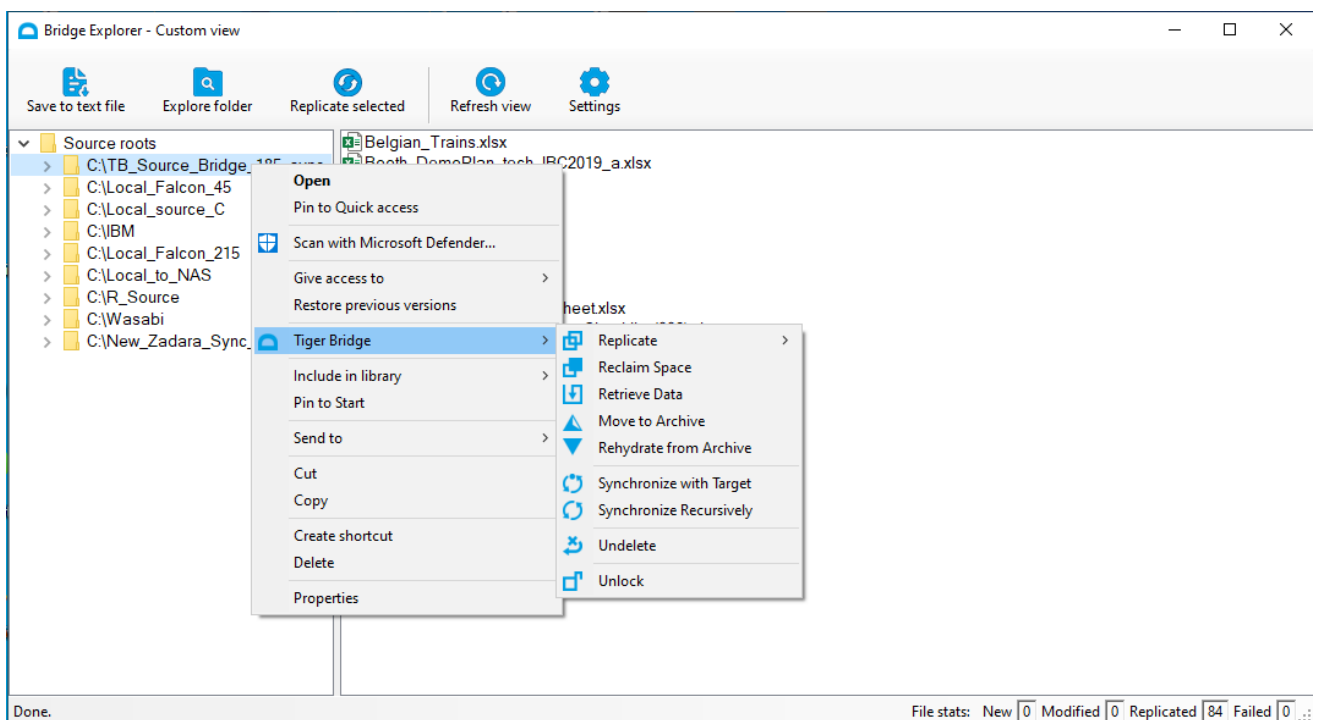 Bridge Explorer - Custom view
Save to text file
Explore folder
Replicate selected
Refresh view
Settings
Source roots
C:\TB_Source_Bridge_185_sync
C:\Local_Falcon_45
C:\Local_source_C
C:\IBM
C:\Local_Falcon_215
C:\Local_to_NAS
C:\R_Source
C:\Wasabi
C:\New_Zadara_Sync_
Belgian_Trains.xlsx
Booth_DemoPlan_tech_IBC2019_a.xlsx
heet.xlsx
Open
Pin to Quick access
Scan with Microsoft Defender...
Give access to
Restore previous versions
Tiger Bridge
Include in library
Pin to Start
Send to
Cut
Copy
Create shortcut
Delete
Properties
Replicate
Reclaim Space
Retrieve Data
Move to Archive
Rehydrate from Archive
Synchronize with Target
Synchronize Recursively
Undelete
Unlock
Done.
File stats: New 0 Modified 0 Replicated 84 Failed 0